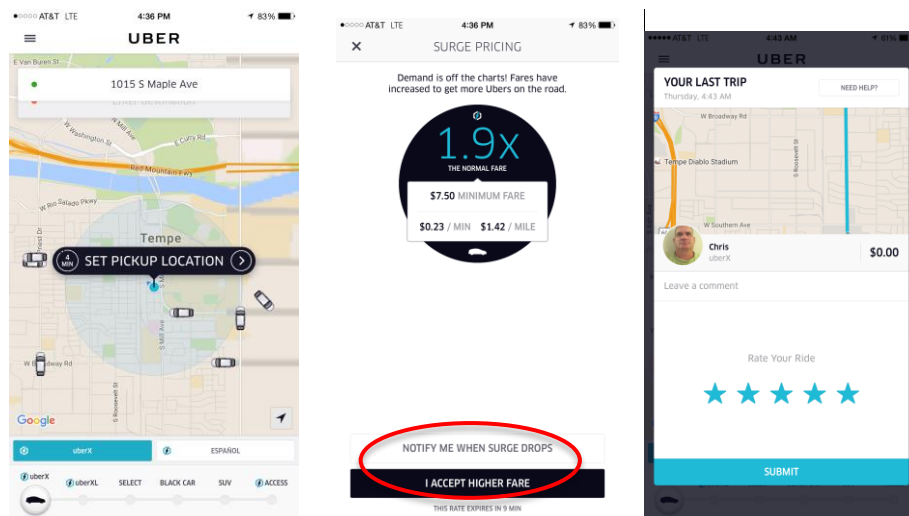 AT&T LTE 4:36 PM 83%
UBER
E Van Buren St
1015 S Maple Ave
W Washington St
N Mill Ave
E Curry Rd
Red Mountain Fwy
W Rio Salado Pkwy
Tempe
4 MIN SET PICKUP LOCATION
S Mill Ave
S Roosevelt St
Google
uberX ESPAÑOL
uberX uberXL SELECT BLACK CAR SUV ACCESS
AT&T LTE 4:36 PM 83%
× SURGE PRICING
Demand is off the charts! Fares have
increased to get more Ubers on the road.
1.9x
THE NORMAL FARE
$7.50 MINIMUM FARE
$0.23 / MIN $1.42 / MILE
NOTIFY ME WHEN SURGE DROPS
I ACCEPT HIGHER FARE
THIS RATE EXPIRES IN 9 MIN
AT&T LTE 4:43 AM 61%
UBER
YOUR LAST TRIP NEED HELP?
Thursday, 4:43 AM
W Broadway Rd
Tempe Diablo Stadium
S Roosevelt St
W Southern Ave
Chris
uberX
$0.00
Leave a comment
Rate Your Ride
SUBMIT